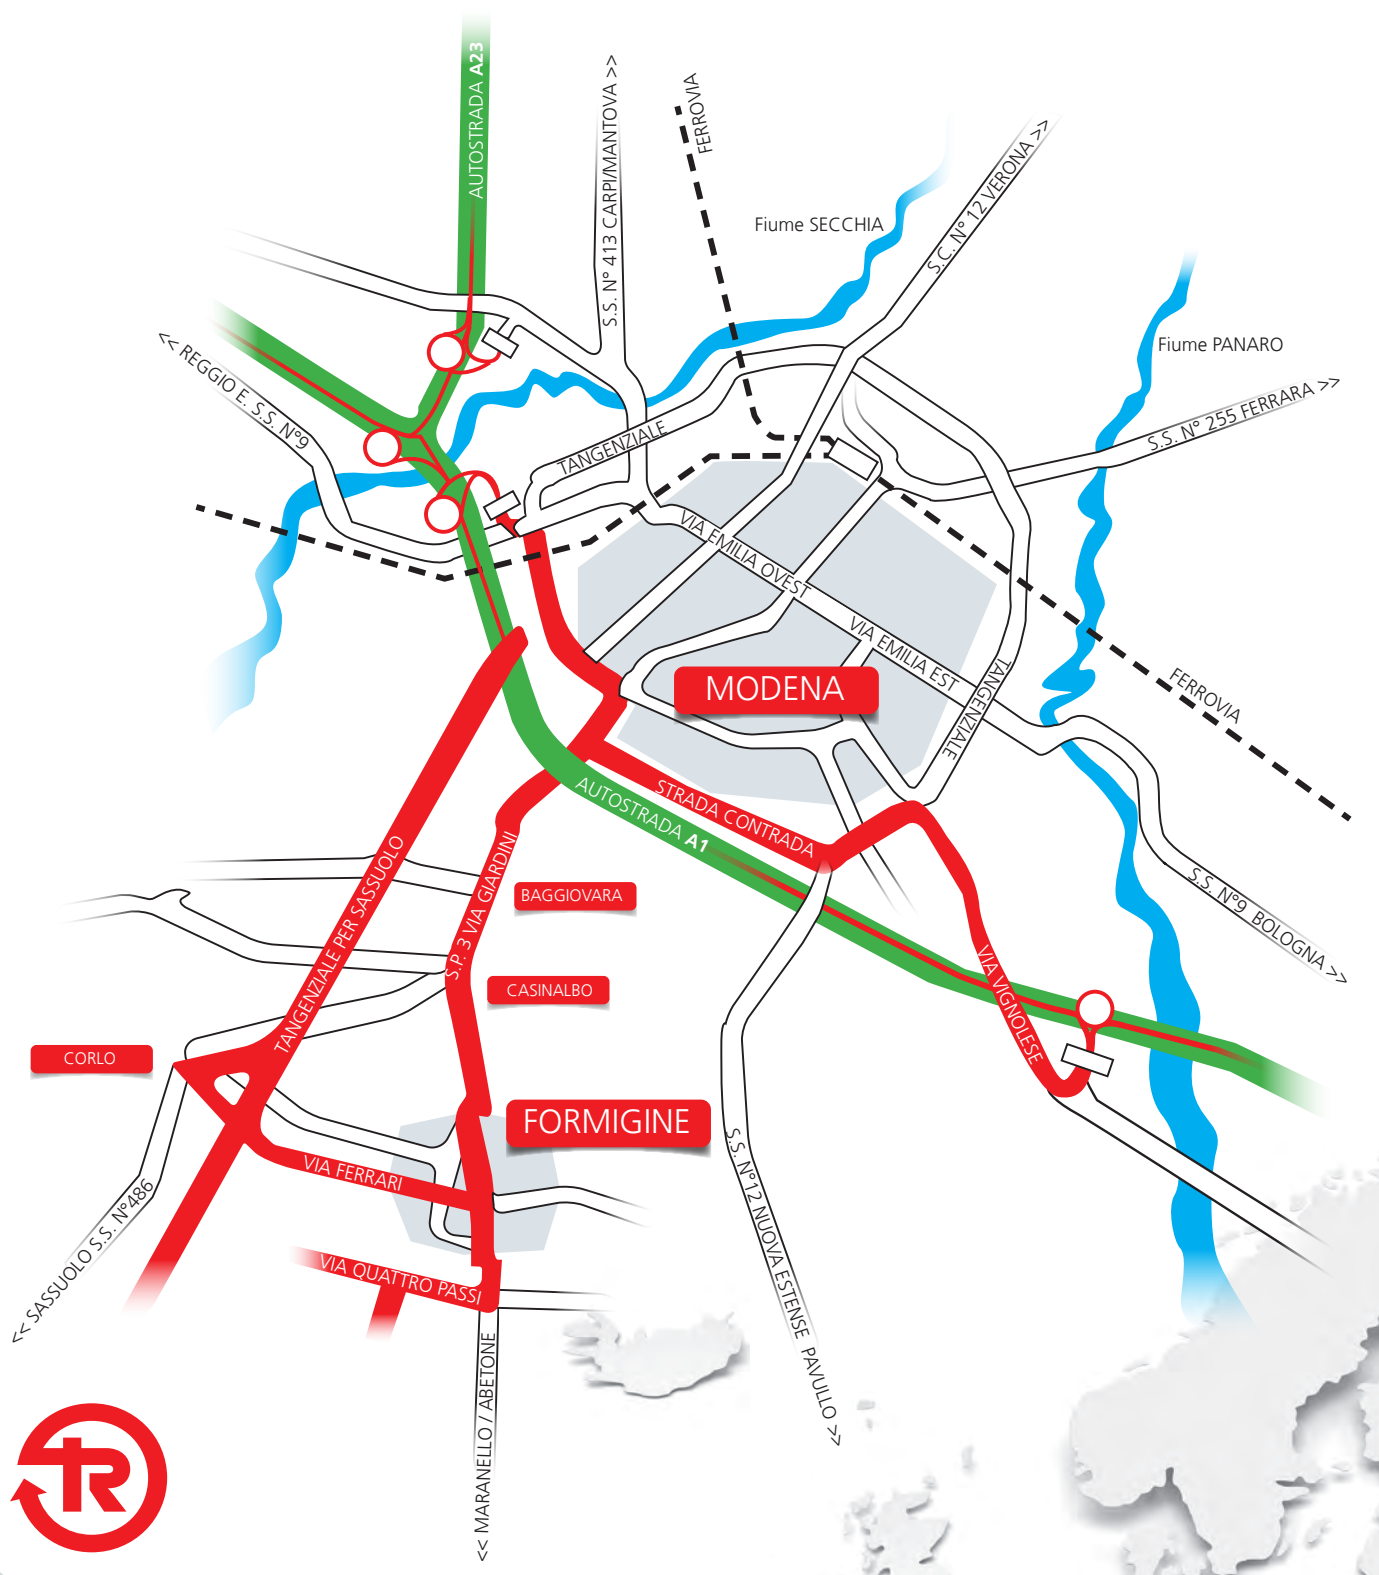 AUTOSTRADA A23
S.S. N° 413 CARPI/MANTOVA >>
FERROVIA
S.C. N° 12 VERONA >>
Fiume SECCHIA
Fiume PANARO
<< REGGIO E. S.S. N°9
S.S. N° 255 FERRARA >>
TANGENZIALE
VIA EMILIA OVEST
VIA EMILIA EST
TANGENZIALE
FERROVIA
MODENA
AUTOSTRADA A1
STRADA CONTRADA
TANGENZIALE PER SASSUOLO
S.P. 3 VIA GIARDINI
BAGGIOVARA
S.S. N°9 BOLOGNA >>
CASINALBO
VIA VIGNOLESE
CORLO
FORMIGINE
VIA FERRARI
<< SASSUOLO S.S. N°486
S.S. N°12 NUOVA ESTENSE PAVULLO >>
VIA QUATTRO PASSI
<< MARANELLO / ABETONE
R